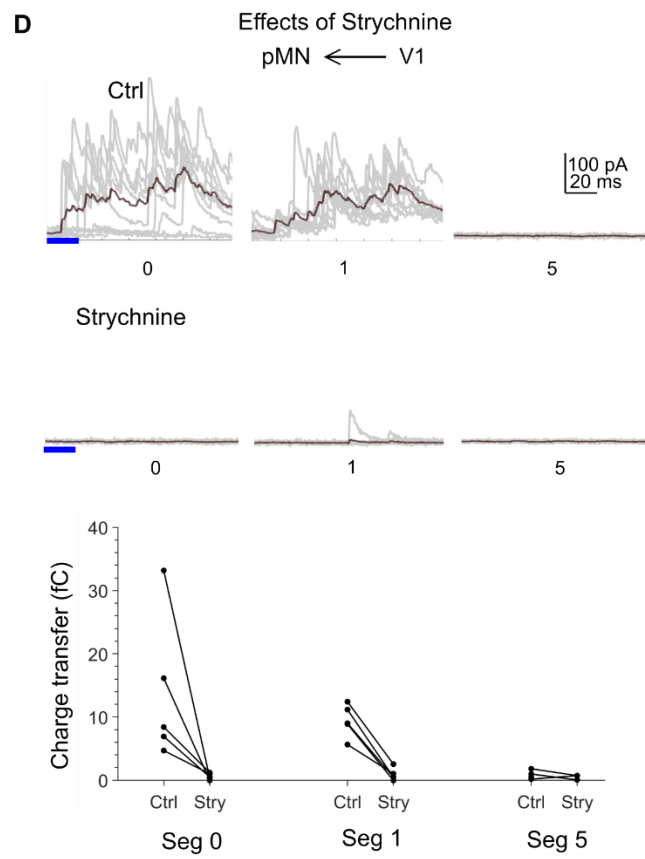 D
Effects of Strychnine
pMN ← V1
Ctrl
100 pA
20 ms
0 1 5
Strychnine
0 1 5
40
30
20
10
0
Charge transfer (fC)
Ctrl Stry Ctrl Stry Ctrl Stry
Seg 0 Seg 1 Seg 5